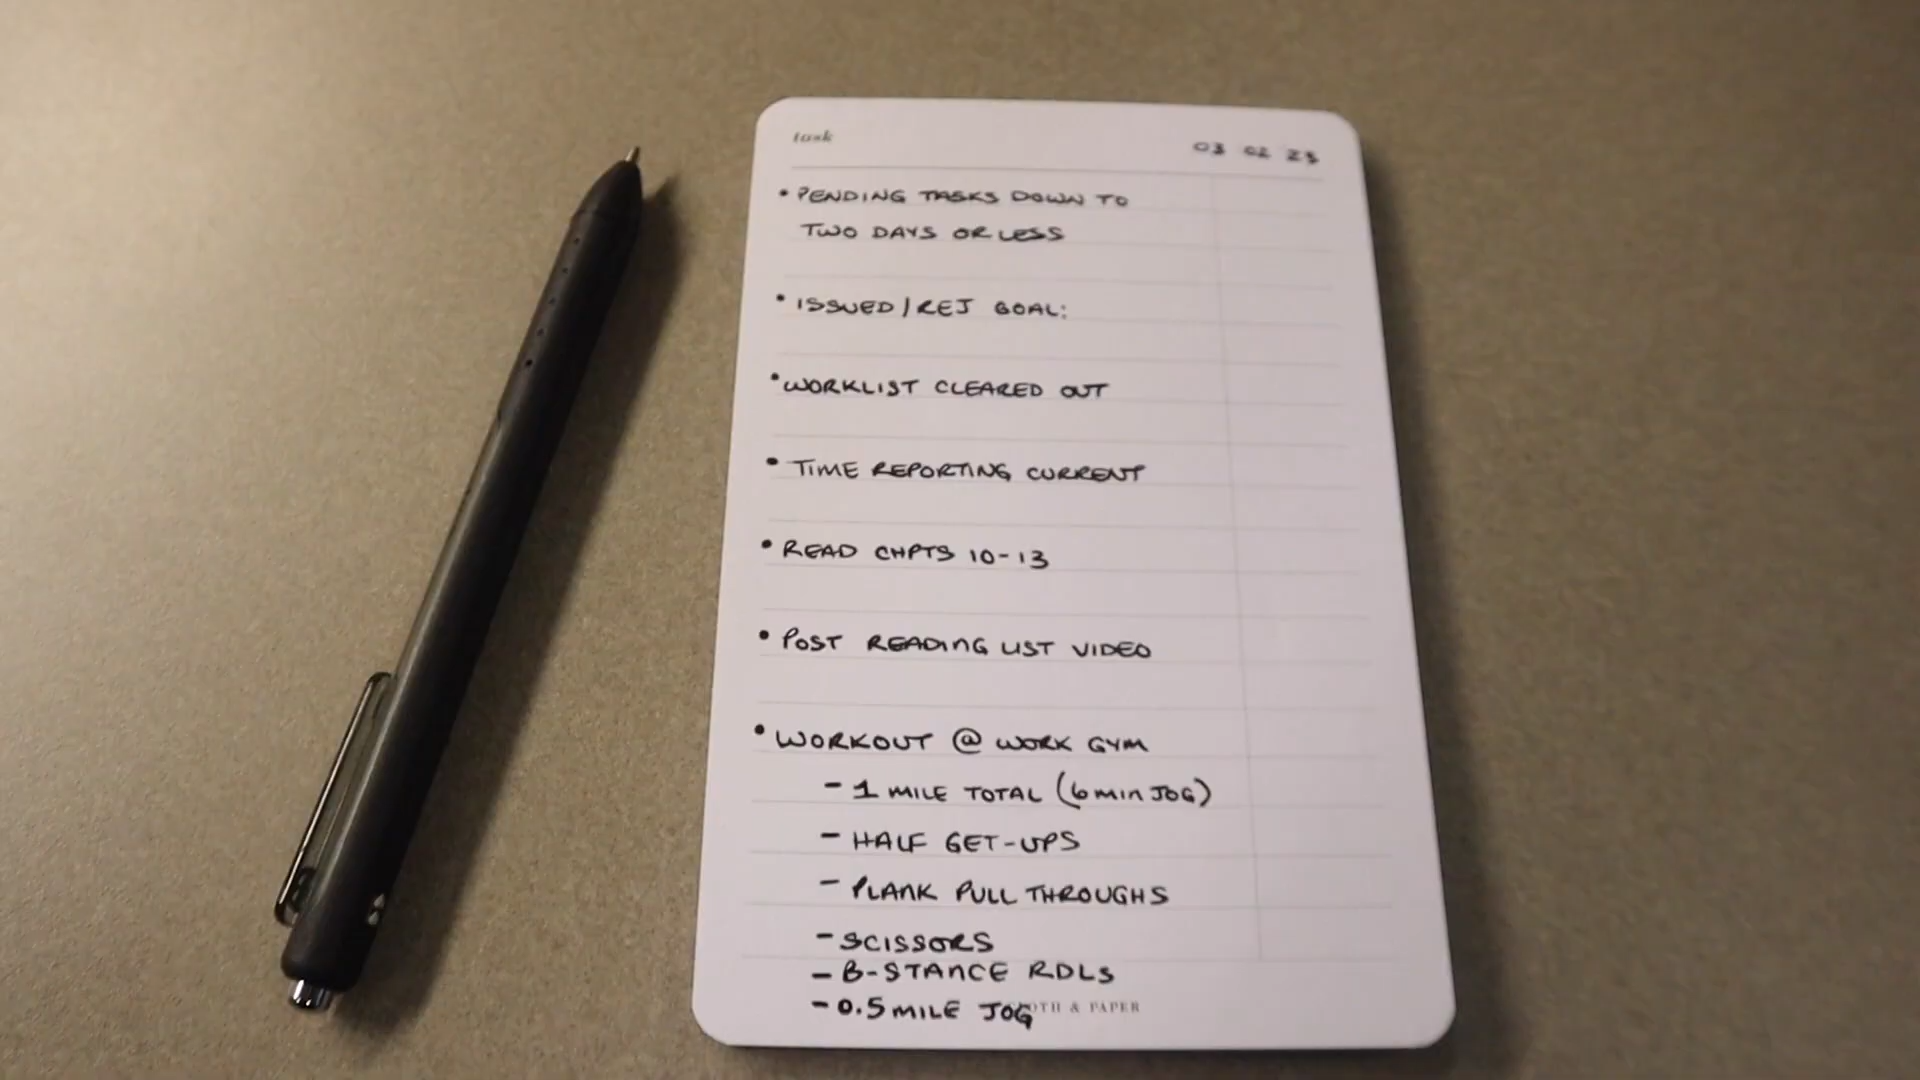 task
03 02 23
• PENDING TASKS DOWN TO
TWO DAYS OR LESS
• ISSUED/REJ GOAL:
• WORKLIST CLEARED OUT
• TIME REPORTING CURRENT
• READ CHPTS 10-13
• POST READING LIST VIDEO
• WORKOUT @ WORK GYM
- 1 MILE TOTAL (6 MIN JOG)
- HALF GET-UPS
- PLANK PULL THROUGHS
- SCISSORS
- B-STANCE RDLS
- 0.5 MILE JOG
& PAPER